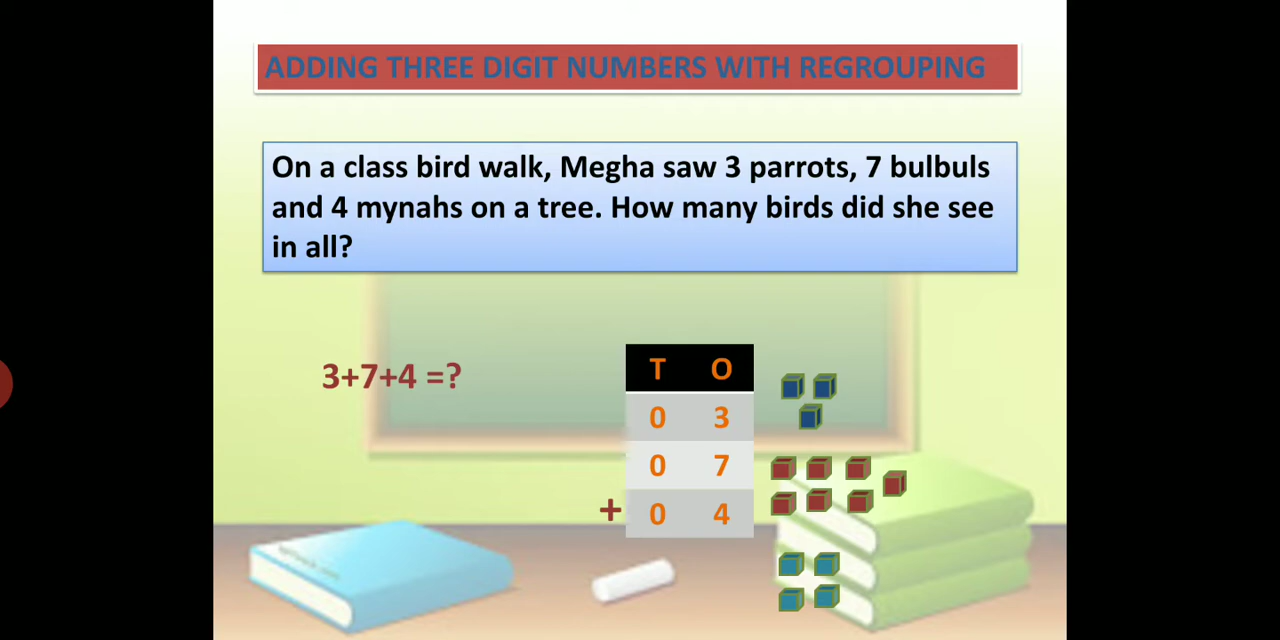 ADDING THREE DIGIT NUMBERS WITH REGROUPING
On a class bird walk, Megha saw 3 parrots, 7 bulbuls
and 4 mynahs on a tree. How many birds did she see
in all?
3+7+4 =?
T O
0 3
0 7
+ 0 4